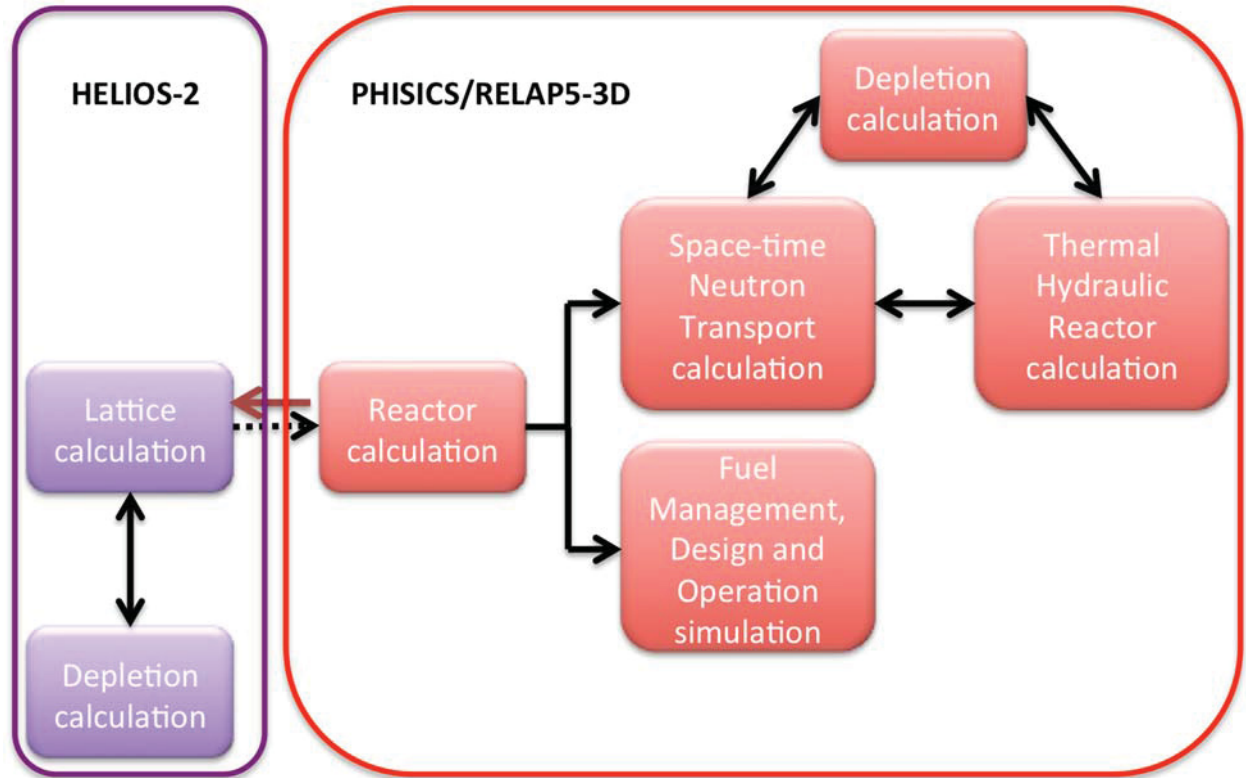 HELIOS-2
Lattice
calculation
Depletion
calculation
PHISICS/RELAP5-3D
Reactor
calculation
Depletion
calculation
Space-time
Neutron
Transport
calculation
Thermal
Hydraulic
Reactor
calculation
Fuel
Management,
Design and
Operation
simulation